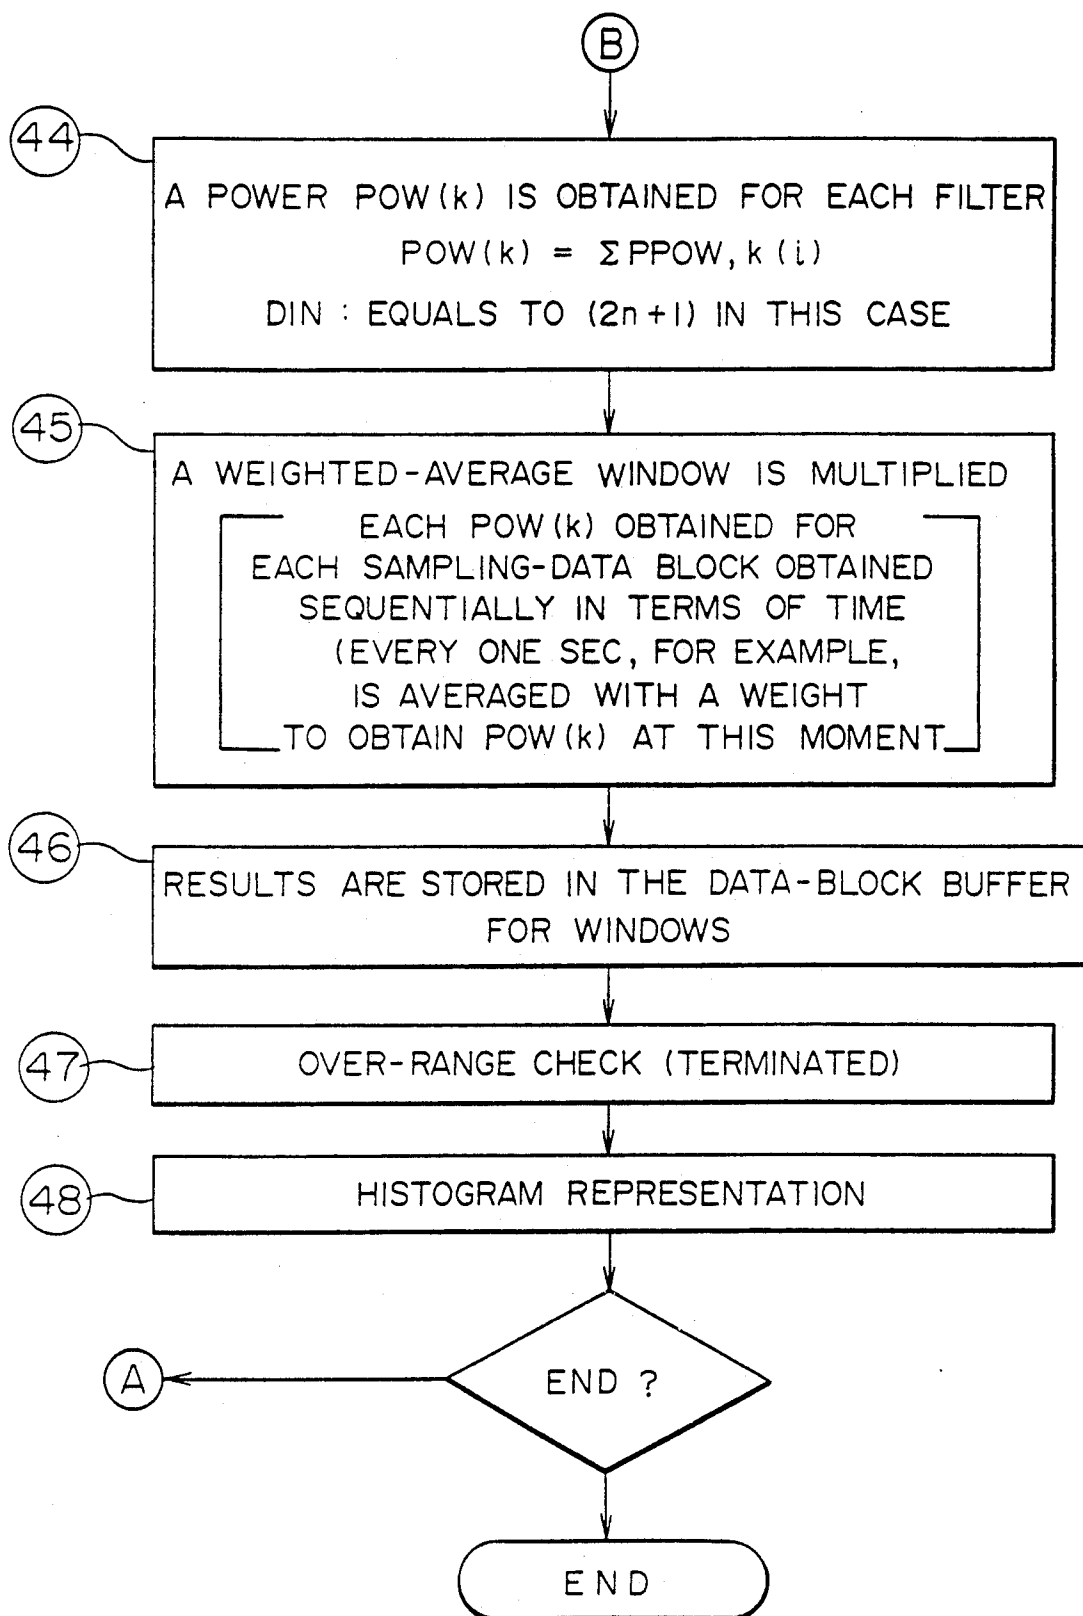 B
44
A POWER POW(k) IS OBTAINED FOR EACH FILTER
POW(k) = ΣPPOW,k(i)
DIN : EQUALS TO (2n+1) IN THIS CASE
45
A WEIGHTED-AVERAGE WINDOW IS MULTIPLIED
EACH POW(k) OBTAINED FOR
EACH SAMPLING-DATA BLOCK OBTAINED
SEQUENTIALLY IN TERMS OF TIME
(EVERY ONE SEC, FOR EXAMPLE,
IS AVERAGED WITH A WEIGHT
TO OBTAIN POW(k) AT THIS MOMENT
46
RESULTS ARE STORED IN THE DATA-BLOCK BUFFER
FOR WINDOWS
47
OVER-RANGE CHECK (TERMINATED)
48
HISTOGRAM REPRESENTATION
A
END ?
END